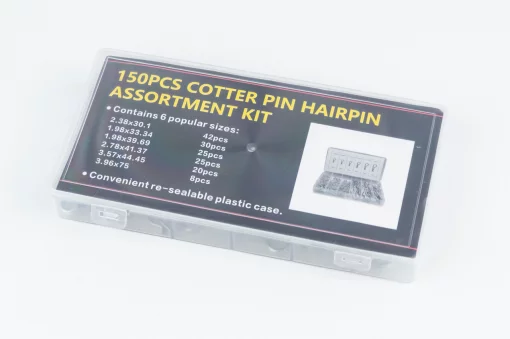 150PCS COTTER PIN HAIRPIN
ASSORTMENT KIT
• Contains 6 popular sizes:
2.38x30.1 42pcs
1.98x33.34 30pcs
1.98x39.69 25pcs
2.78x41.37 25pcs
3.57x44.45 20pcs
3.96x75 8pcs
• Convenient re-sealable plastic case.